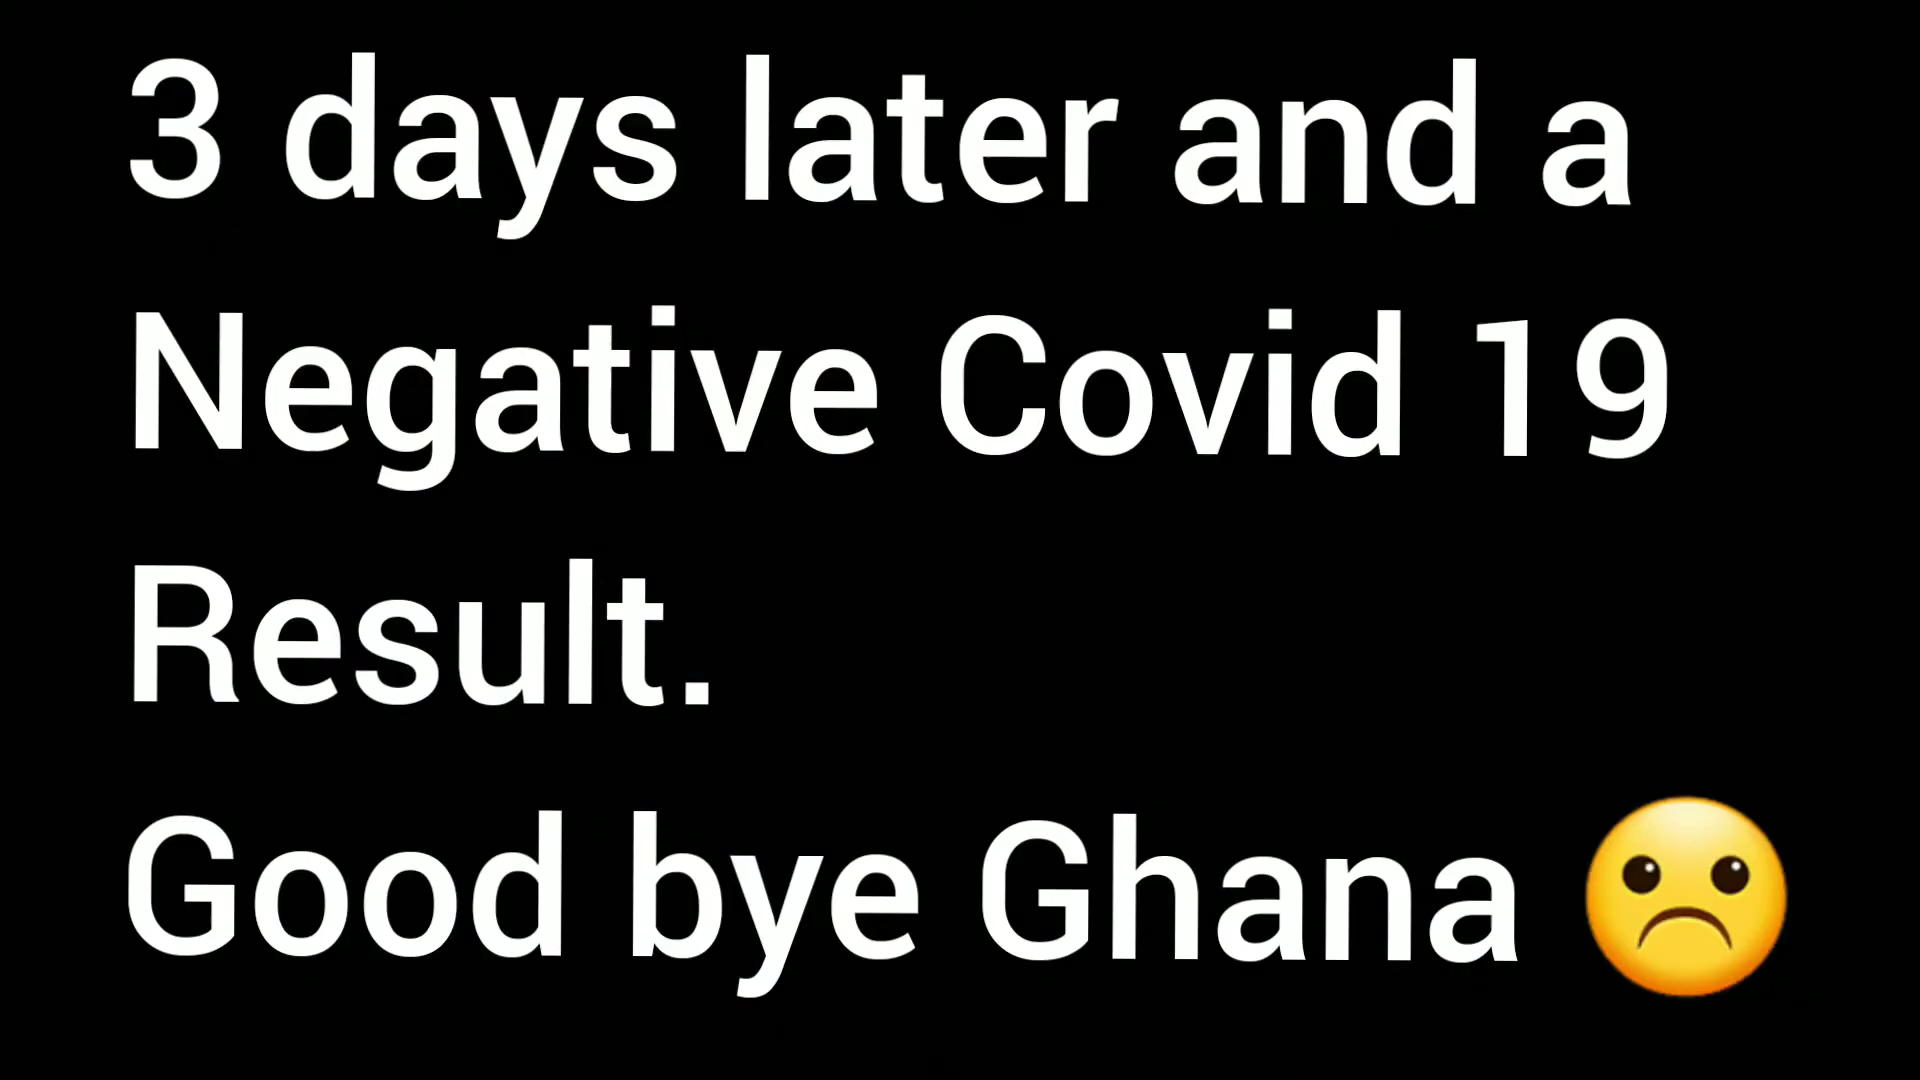 3 days later and a
Negative Covid 19
Result.
Good bye Ghana ☹️